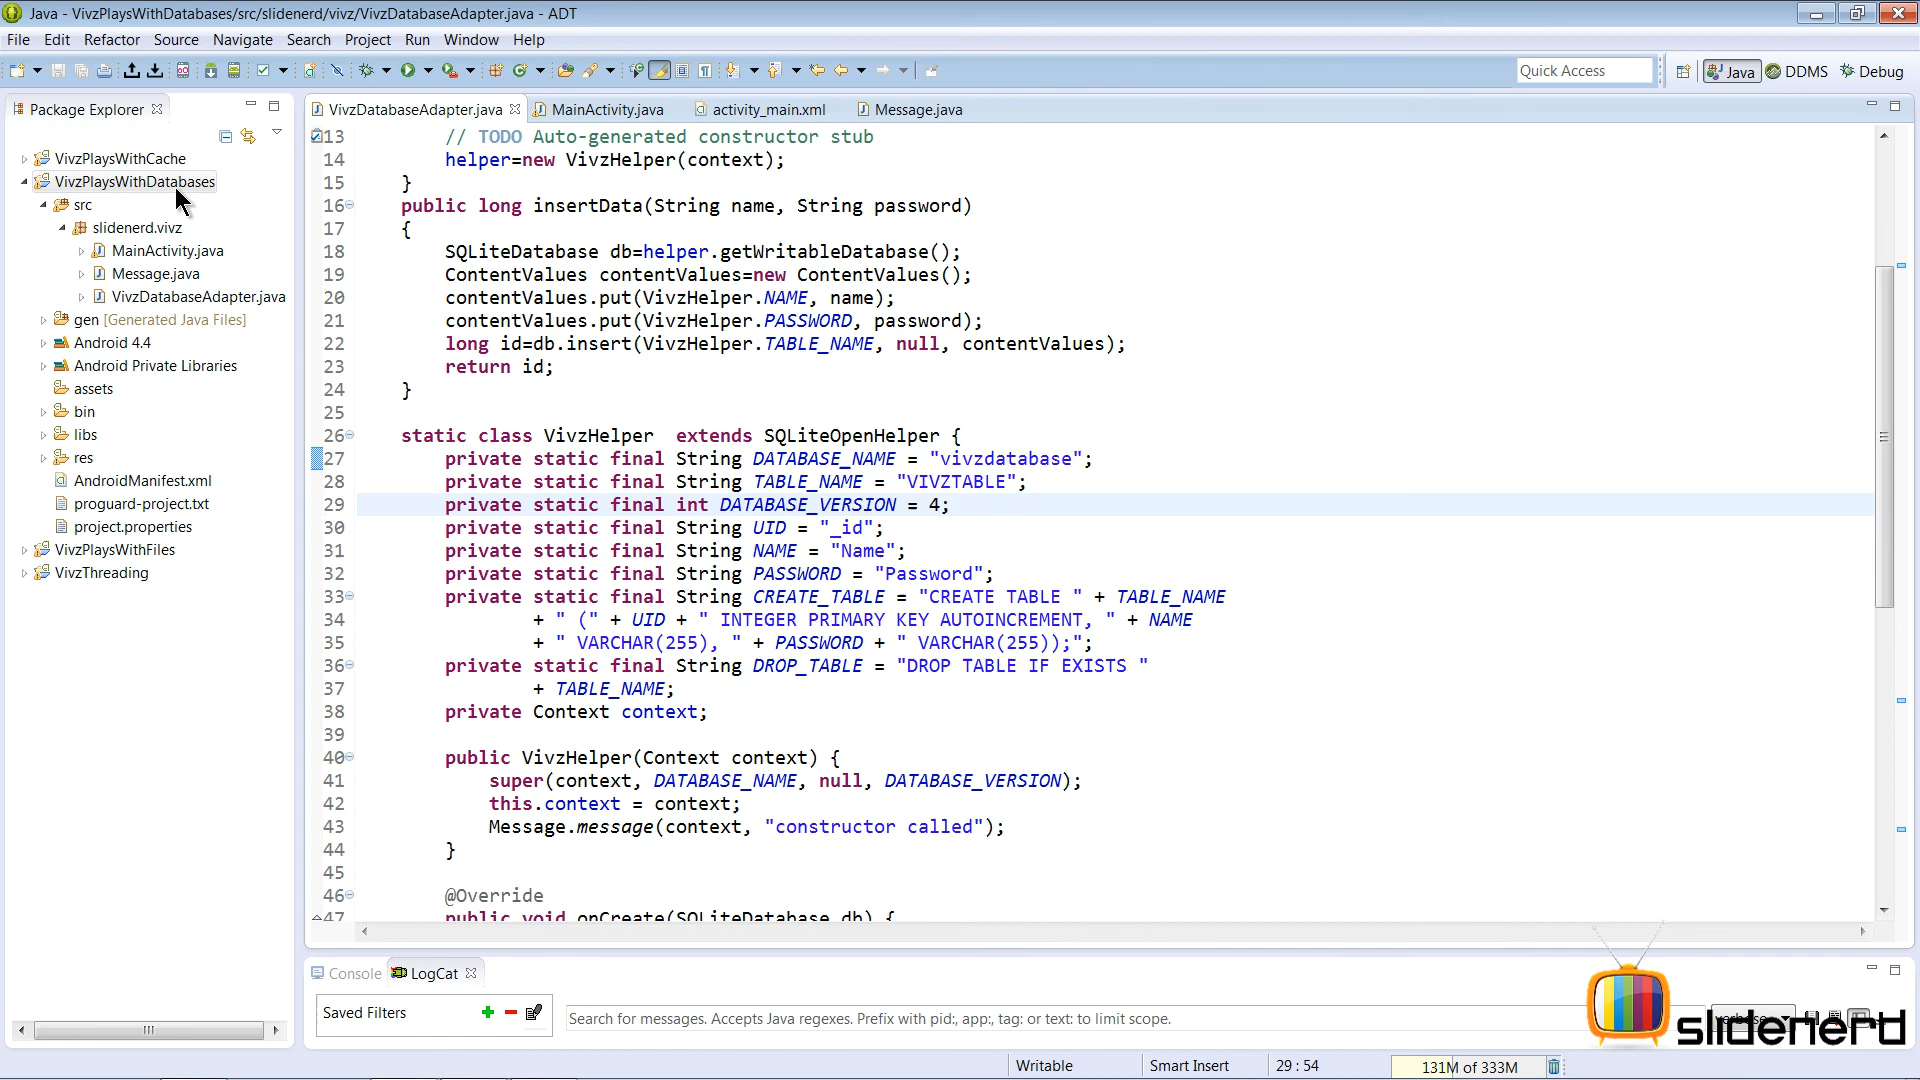 Java - VivzPlaysWithDatabases/src/slidenerd/vivz/VivzDatabaseAdapter.java - ADT
File Edit Refactor Source Navigate Search Project Run Window Help
Quick Access
Java DDMS Debug
Package Explorer
VivzPlaysWithCache
VivzPlaysWithDatabases
src
slidenerd.vivz
MainActivity.java
Message.java
VivzDatabaseAdapter.java
gen [Generated Java Files]
Android 4.4
Android Private Libraries
assets
bin
libs
res
AndroidManifest.xml
proguard-project.txt
project.properties
VivzPlaysWithFiles
VivzThreading
VivzDatabaseAdapter.java MainActivity.java activity_main.xml Message.java
13 // TODO Auto-generated constructor stub
14 helper=new VivzHelper(context);
15 }
16 public long insertData(String name, String password)
17 {
18 SQLiteDatabase db=helper.getWritableDatabase();
19 ContentValues contentValues=new ContentValues();
20 contentValues.put(VivzHelper.NAME, name);
21 contentValues.put(VivzHelper.PASSWORD, password);
22 long id=db.insert(VivzHelper.TABLE_NAME, null, contentValues);
23 return id;
24 }
25
26 static class VivzHelper  extends SQLiteOpenHelper {
27 private static final String DATABASE_NAME = "vivzdatabase";
28 private static final String TABLE_NAME = "VIVZTABLE";
29 private static final int DATABASE_VERSION = 4;
30 private static final String UID = "_id";
31 private static final String NAME = "Name";
32 private static final String PASSWORD = "Password";
33 private static final String CREATE_TABLE = "CREATE TABLE " + TABLE_NAME
34 + " (" + UID + " INTEGER PRIMARY KEY AUTOINCREMENT, " + NAME
35 + " VARCHAR(255), " + PASSWORD + " VARCHAR(255));";
36 private static final String DROP_TABLE = "DROP TABLE IF EXISTS "
37 + TABLE_NAME;
38 private Context context;
39
40 public VivzHelper(Context context) {
41 super(context, DATABASE_NAME, null, DATABASE_VERSION);
42 this.context = context;
43 Message.message(context, "constructor called");
44 }
45
46 @Override
47 public void onCreate(SQLiteDatabase db) {
Console LogCat
Saved Filters
Search for messages. Accepts Java regexes. Prefix with pid:, app:, tag: or text: to limit scope.
slidenerd
Writable Smart Insert 29 : 54 131M of 333M